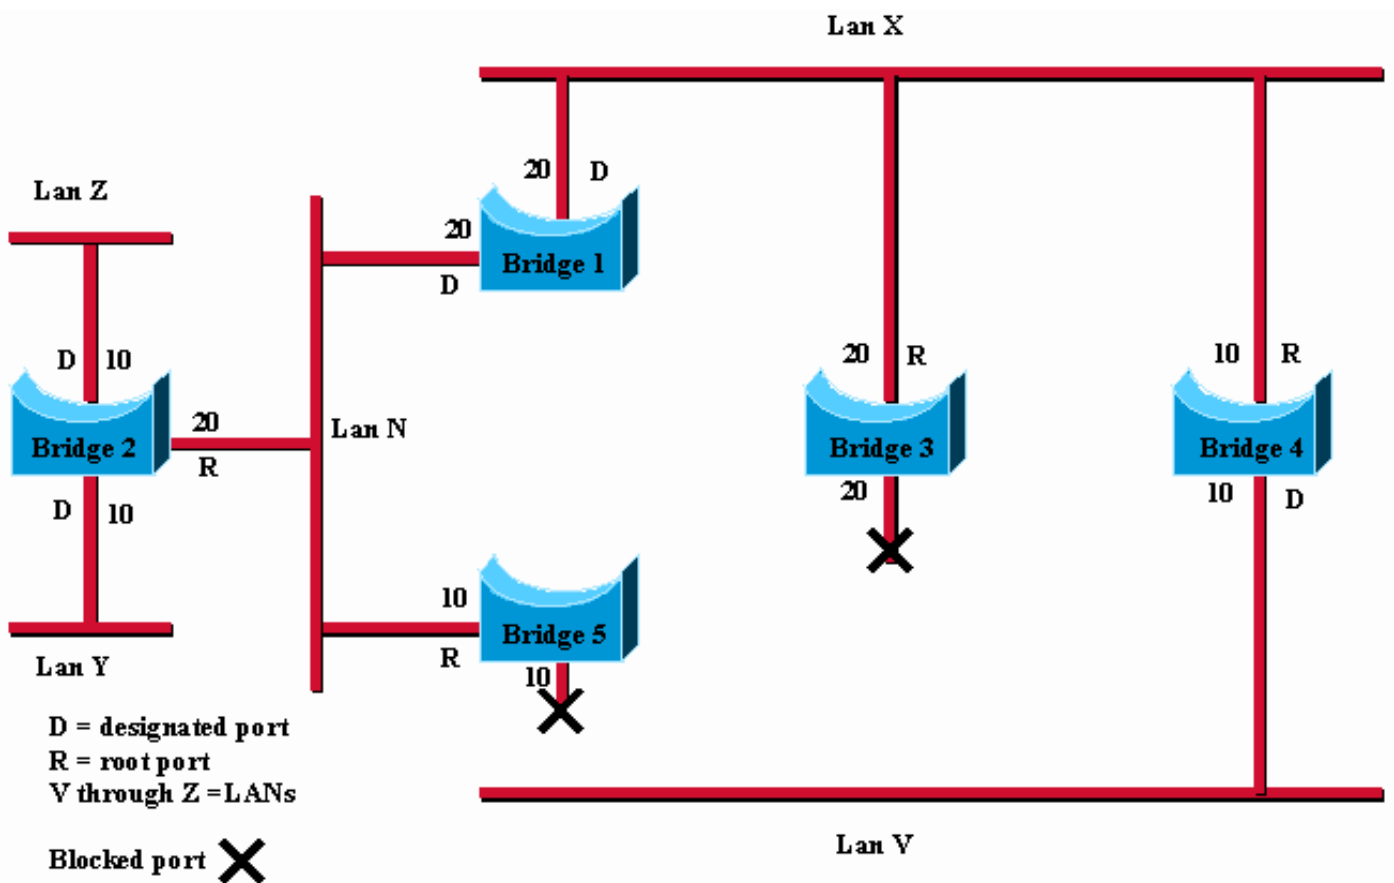 Lan X
20 D
Lan Z
20
Bridge 1
D
D 10
20 R
10 R
20
Lan N
Bridge 2
Bridge 3
Bridge 4
R
20
10 D
D 10
10
Bridge 5
R
10
Lan Y
D = designated port
R = root port
V through Z =LANs
Lan V
Blocked port